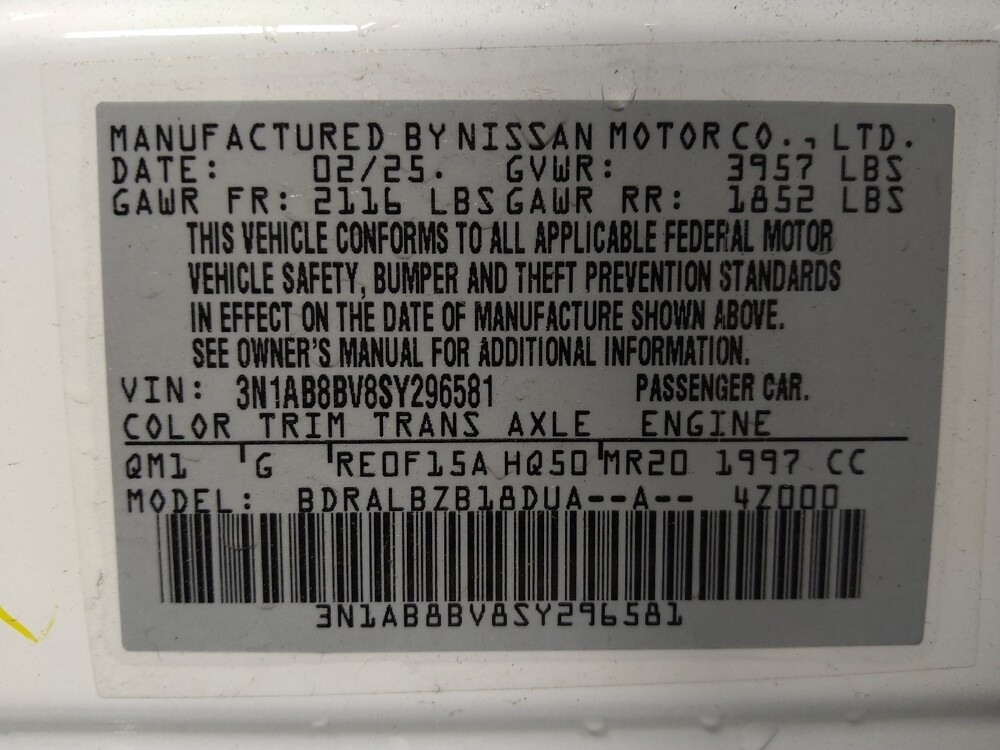 MANUFACTURED BY NISSAN MOTOR CO., LTD.
DATE: 02/25. GVWR: 3957 LBS
GAWR FR: 2116 LBS GAWR RR: 1852 LBS
THIS VEHICLE CONFORMS TO ALL APPLICABLE FEDERAL MOTOR
VEHICLE SAFETY, BUMPER AND THEFT PREVENTION STANDARDS
IN EFFECT ON THE DATE OF MANUFACTURE SHOWN ABOVE.
SEE OWNER'S MANUAL FOR ADDITIONAL INFORMATION.
VIN: 3N1AB8BV8SY296581 PASSENGER CAR.
COLOR TRIM TRANS AXLE ENGINE
QM1 G RE0F15A HQ50 MR20 1997 CC
MODEL: BDRALBZB18DUA--A-- 4Z000
3N1AB8BV8SY296581